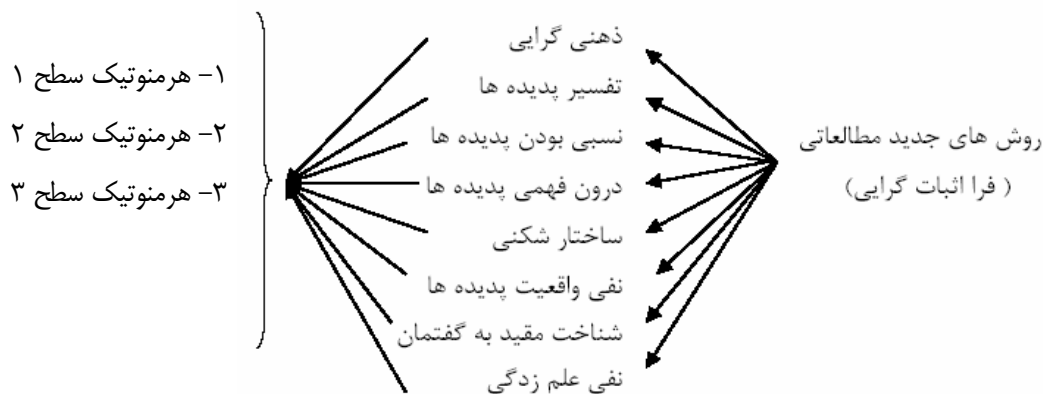 روش های جدید مطالعاتی
( فرا اثبات گرایی)
ذهنی گرایی
تفسیر پدیده ها
نسبی بودن پدیده ها
درون فهمی پدیده ها
ساختار شکنی
نفی واقعیت پدیده ها
شناخت مقید به گفتمان
نفی علم زدگی
۱- هرمنوتیک سطح ۱
۲- هرمنوتیک سطح ۲
۳- هرمنوتیک سطح ۳